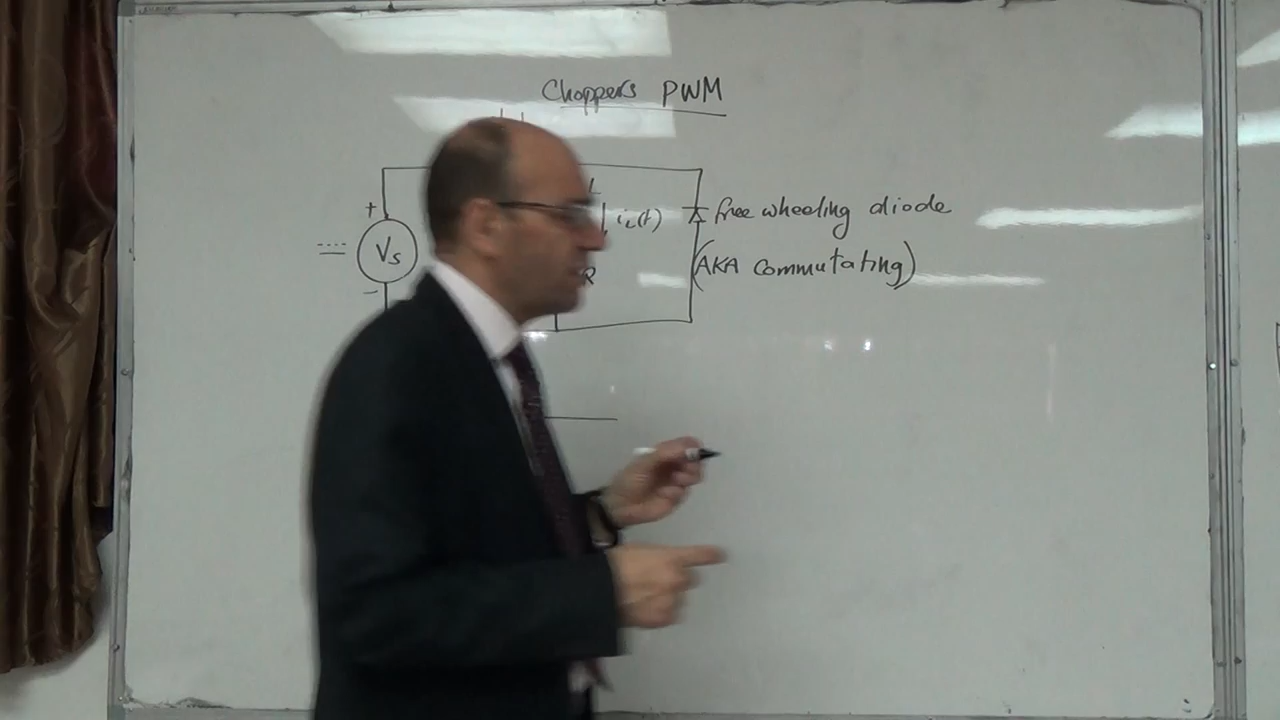 Choppers PWM
+
L
iL(t)
free wheeling diode
Vs
R
(AKA Commutating)
-